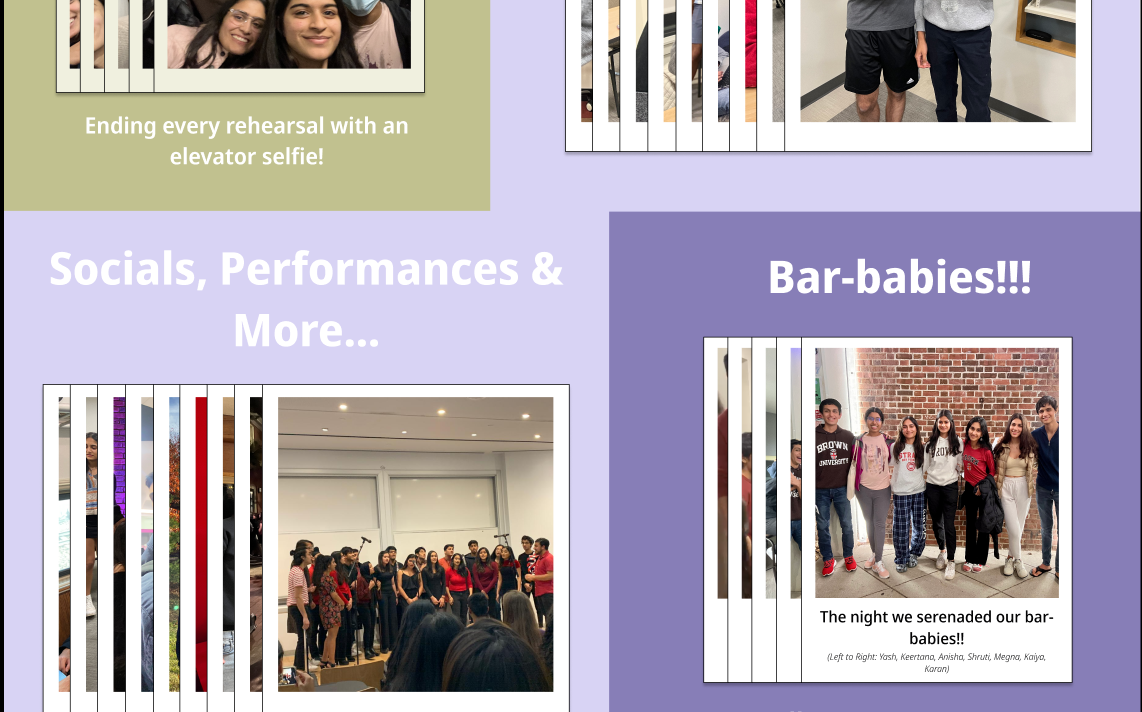 Ending every rehearsal with an
elevator selfie!
Socials, Performances &
More...
Bar-babies!!!
BROWN
UNIVERSITY
The night we serenaded our bar-
babies!!
(Left to Right: Yash, Keertana, Anisha, Shruti, Megna, Kaiya,
Karan)